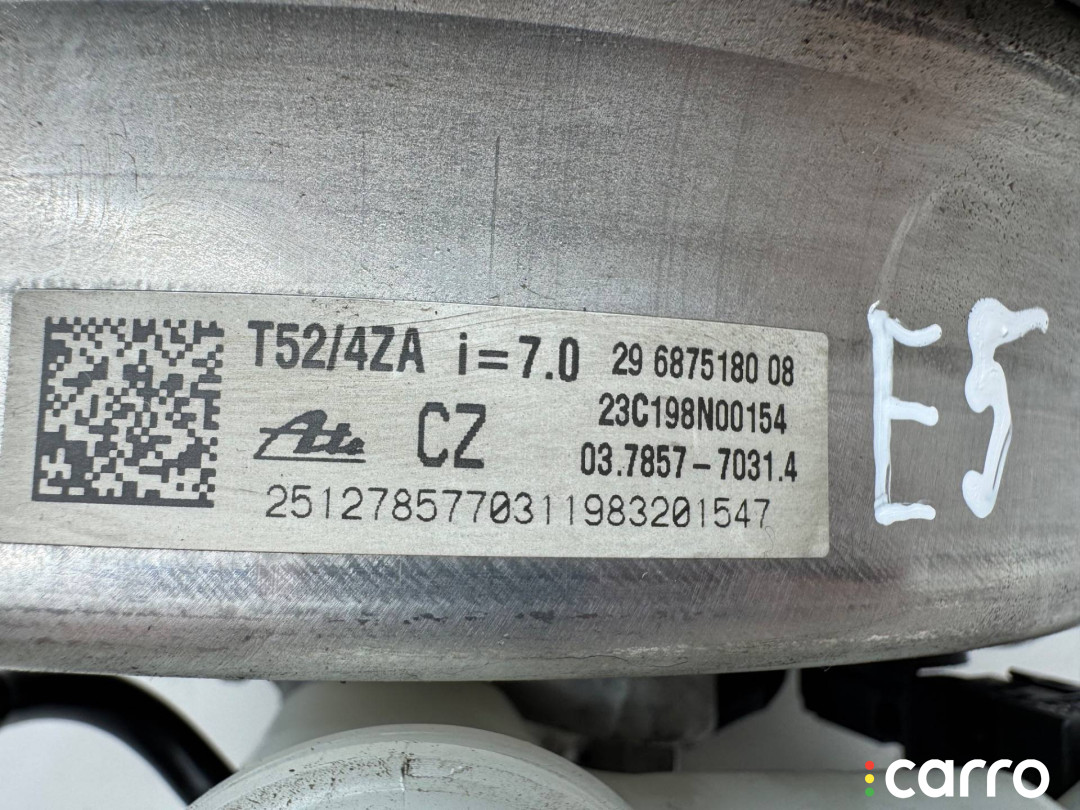 T52/4ZA i=7.0 29 6875180 08
23C198N00154
Ate CZ 03.7857-7031.4
2512785770311983201547
E5
carro